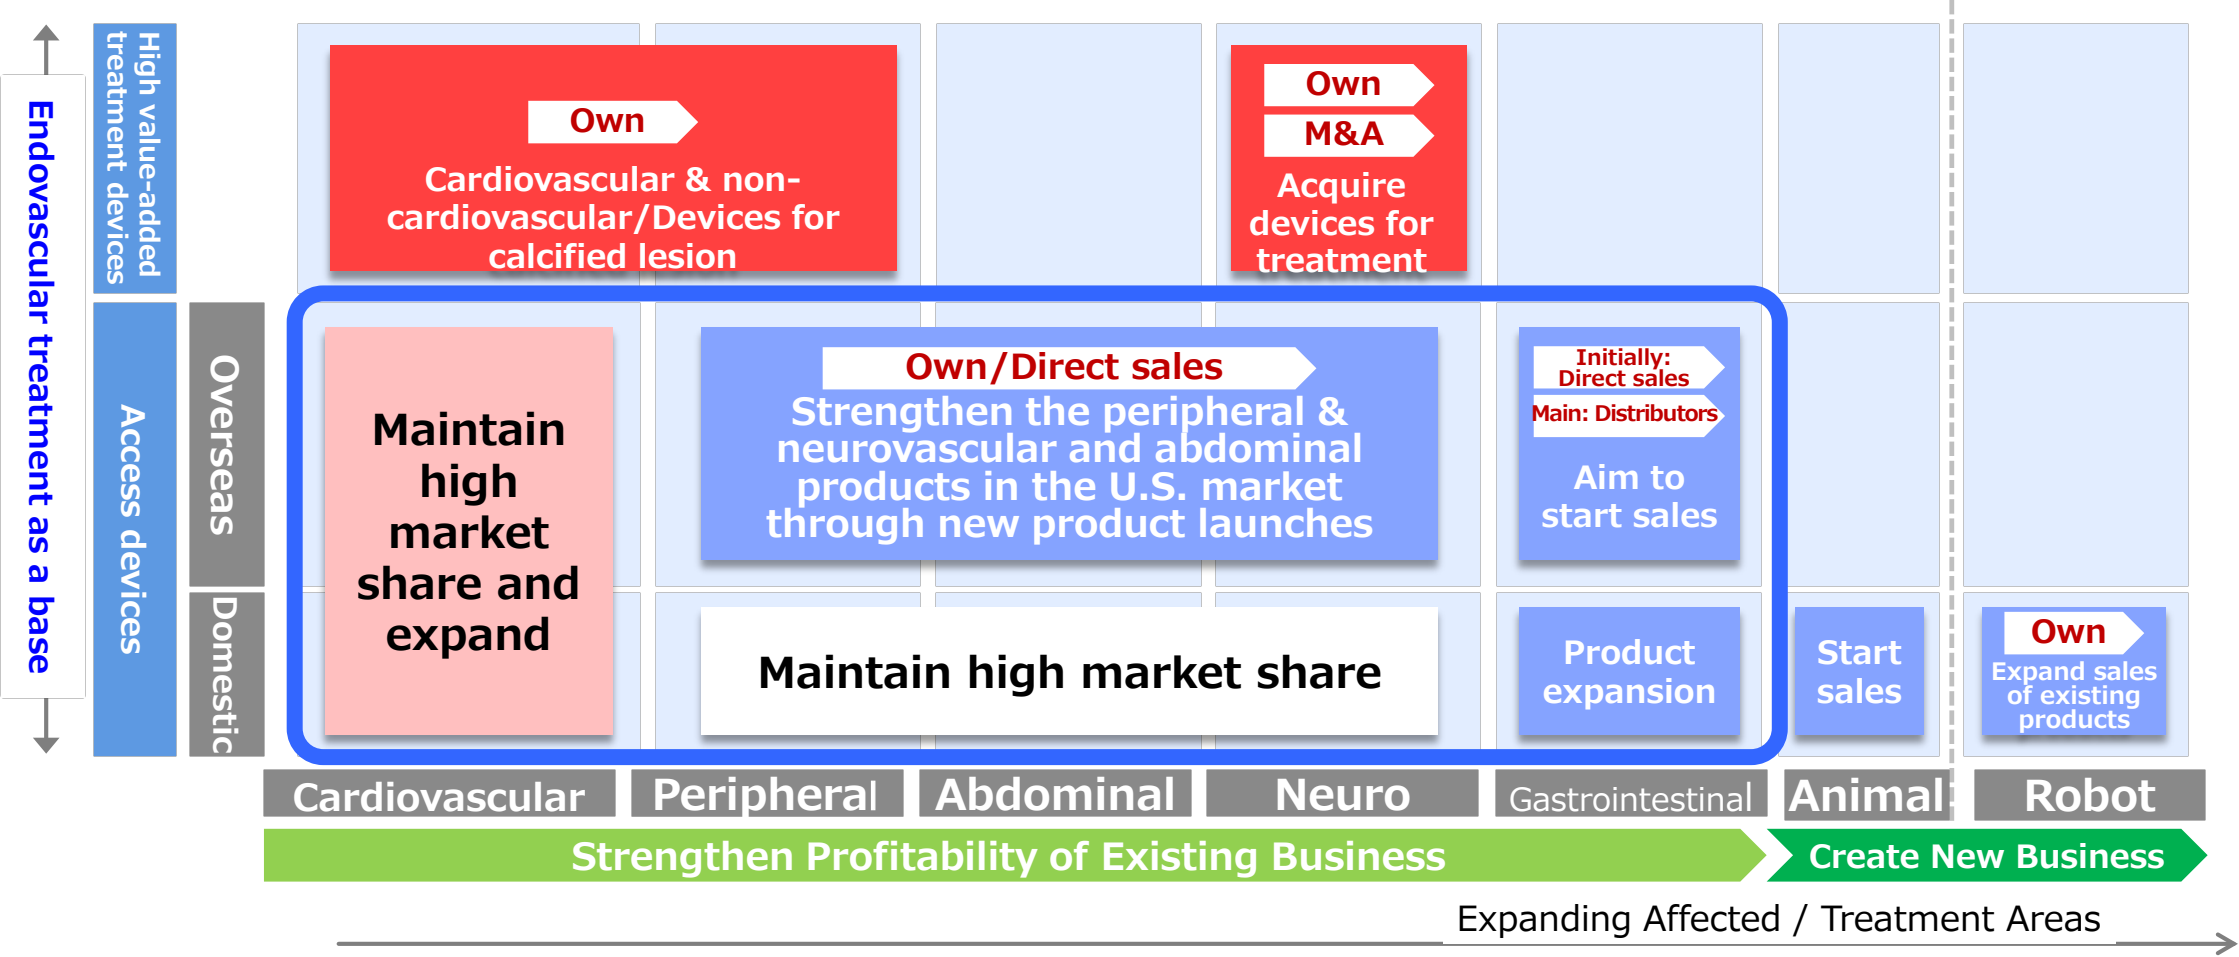 Endovascular treatment as a base
High value-added
treatment devices
Access devices
Overseas
Domestic
Own
Cardiovascular & non-
cardiovascular/Devices for
calcified lesion
Own
M&A
Acquire
devices for
treatment
Maintain
high
market
share and
expand
Own/Direct sales
Strengthen the peripheral &
neurovascular and abdominal
products in the U.S. market
through new product launches
Initially:
Direct sales
Main: Distributors
Aim to
start sales
Maintain high market share
Product
expansion
Start
sales
Own
Expand sales
of existing
products
Cardiovascular
Peripheral
Abdominal
Neuro
Gastrointestinal
Animal
Robot
Strengthen Profitability of Existing Business
Create New Business
Expanding Affected / Treatment Areas